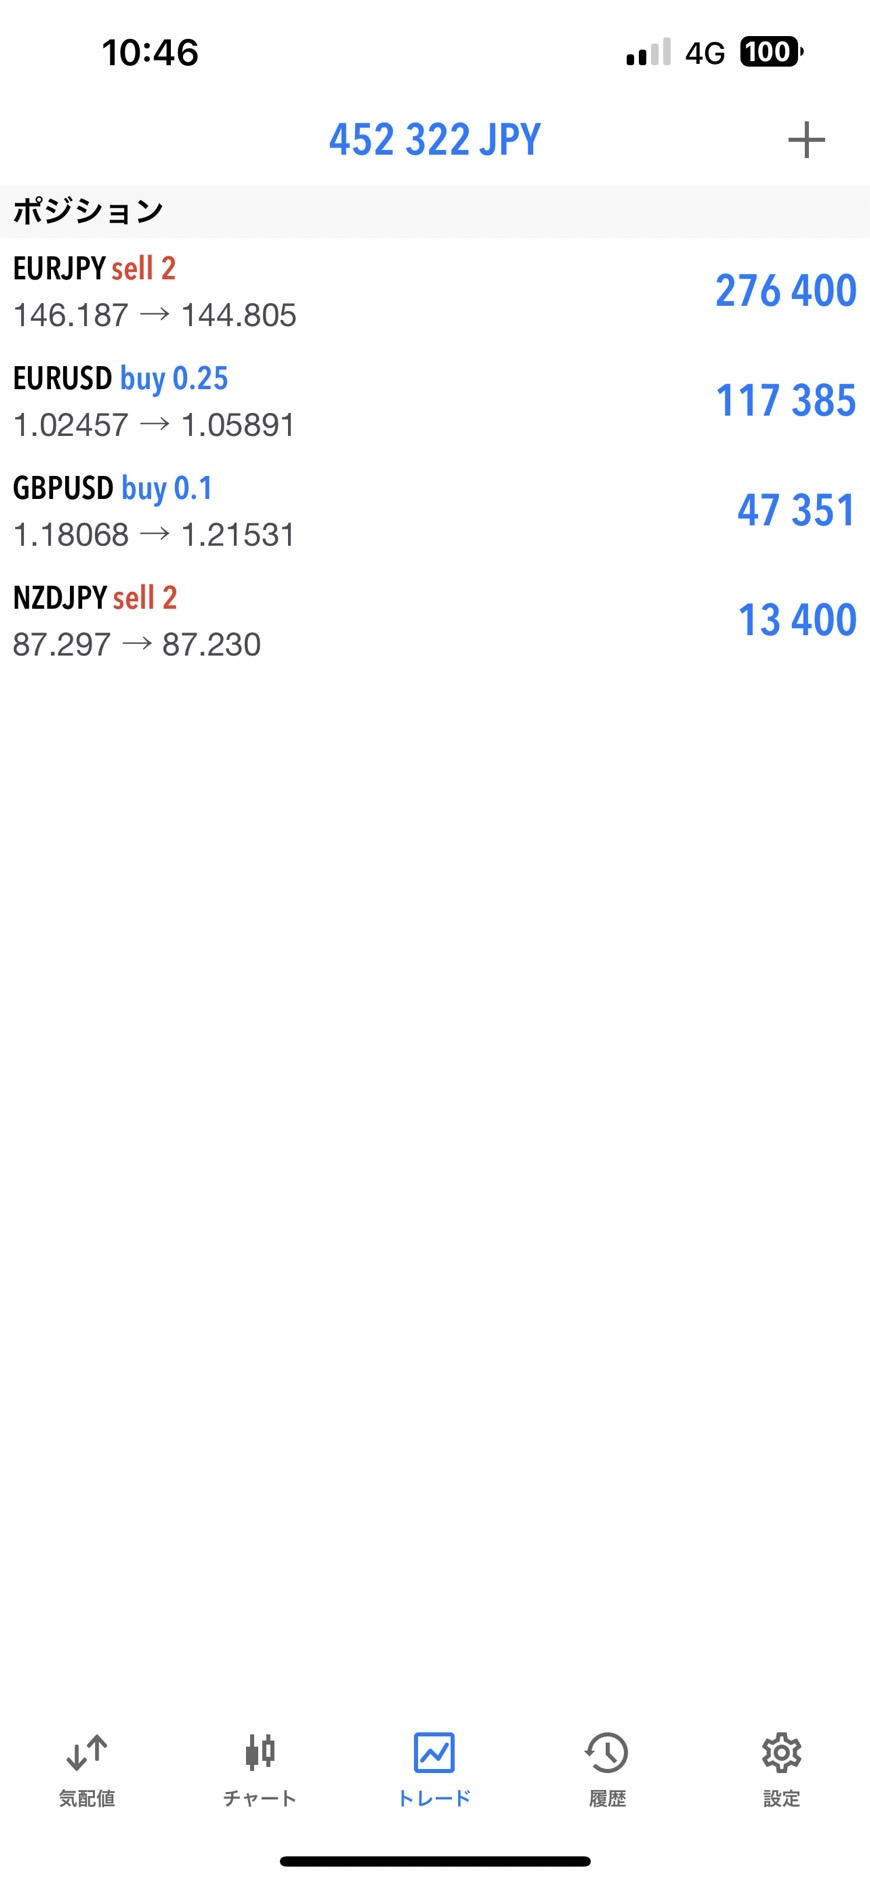 10:46 4G 100
452 322 JPY
ポジション
EURJPY sell 2
146.187 → 144.805
276 400
EURUSD buy 0.25
1.02457 → 1.05891
117 385
GBPUSD buy 0.1
1.18068 → 1.21531
47 351
NZDJPY sell 2
87.297 → 87.230
13 400
気配値 チャート トレード 履歴 設定